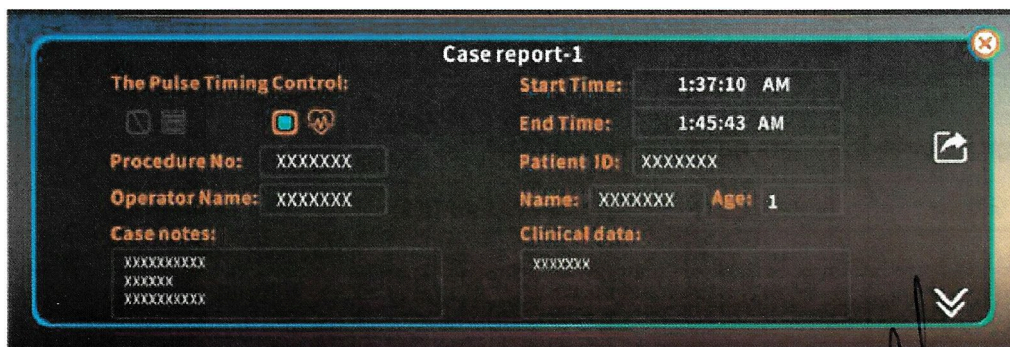 Case report-1
The Pulse Timing Control:
Start Time: 1:37:10 AM
End Time: 1:45:43 AM
Procedure No: XXXXXXX
Patient ID: XXXXXXX
Operator Name: XXXXXXX
Name: XXXXXXX Age: 1
Case notes:
Clinical data:
XXXXXXXXXX
XXXXXXX
XXXXXX
XXXXXXXXXX